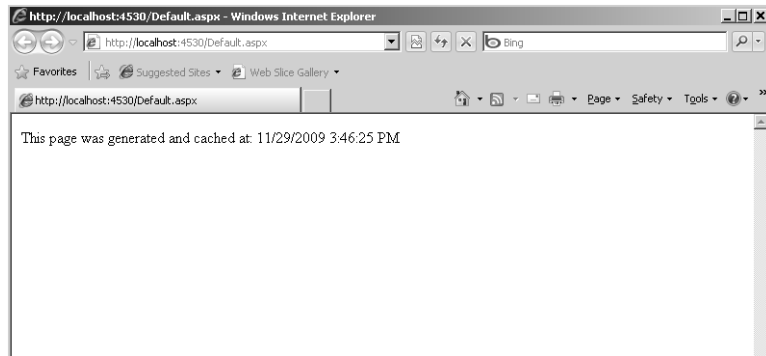 http://localhost:4530/Default.aspx - Windows Internet Explorer
http://localhost:4530/Default.aspx
Bing
Favorites
Suggested Sites
Web Slice Gallery
http://localhost:4530/Default.aspx
Page
Safety
Tools
This page was generated and cached at: 11/29/2009 3:46:25 PM